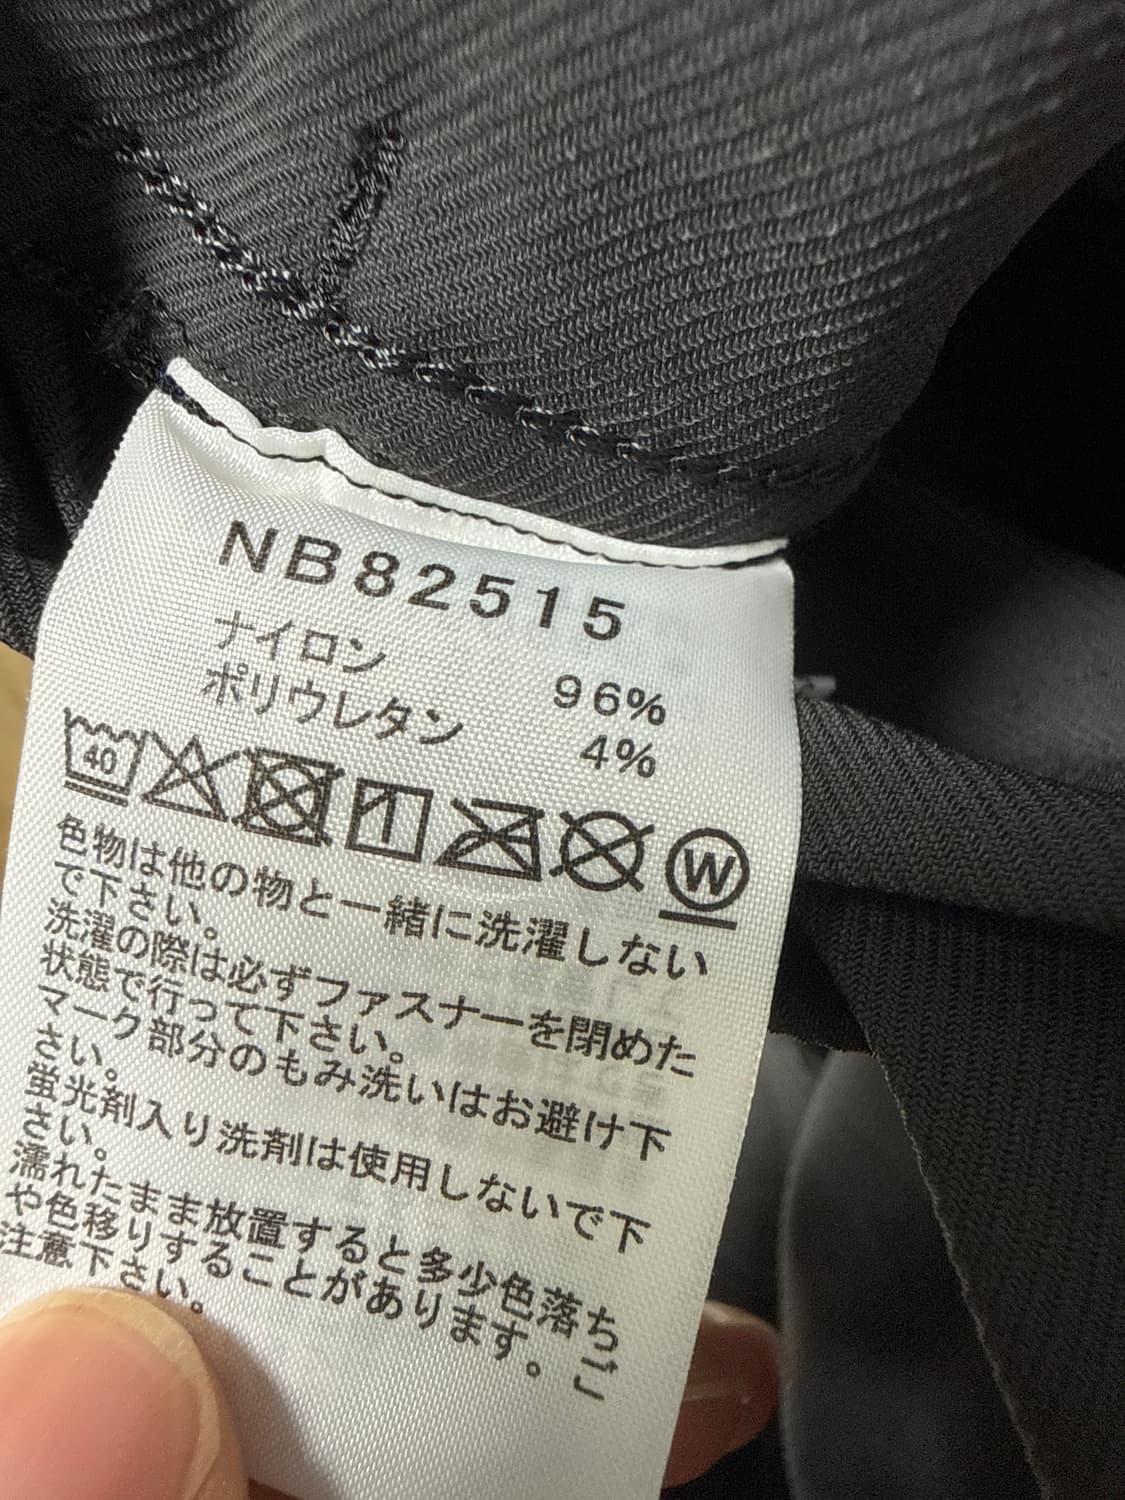 NB82515
ナイロン 96%
ポリウレタン 4%
40 W
色物は他の物と一緒に洗濯しない
で下さい。
洗濯の際は必ずファスナーを閉めた
状態で行って下さい。
マーク部分のもみ洗いはお避け下
さい。
蛍光剤入り洗剤は使用しないで下
さい。
濡れたまま放置すると多少色落ち
や色移りすることがあります。ご
注意下さい。